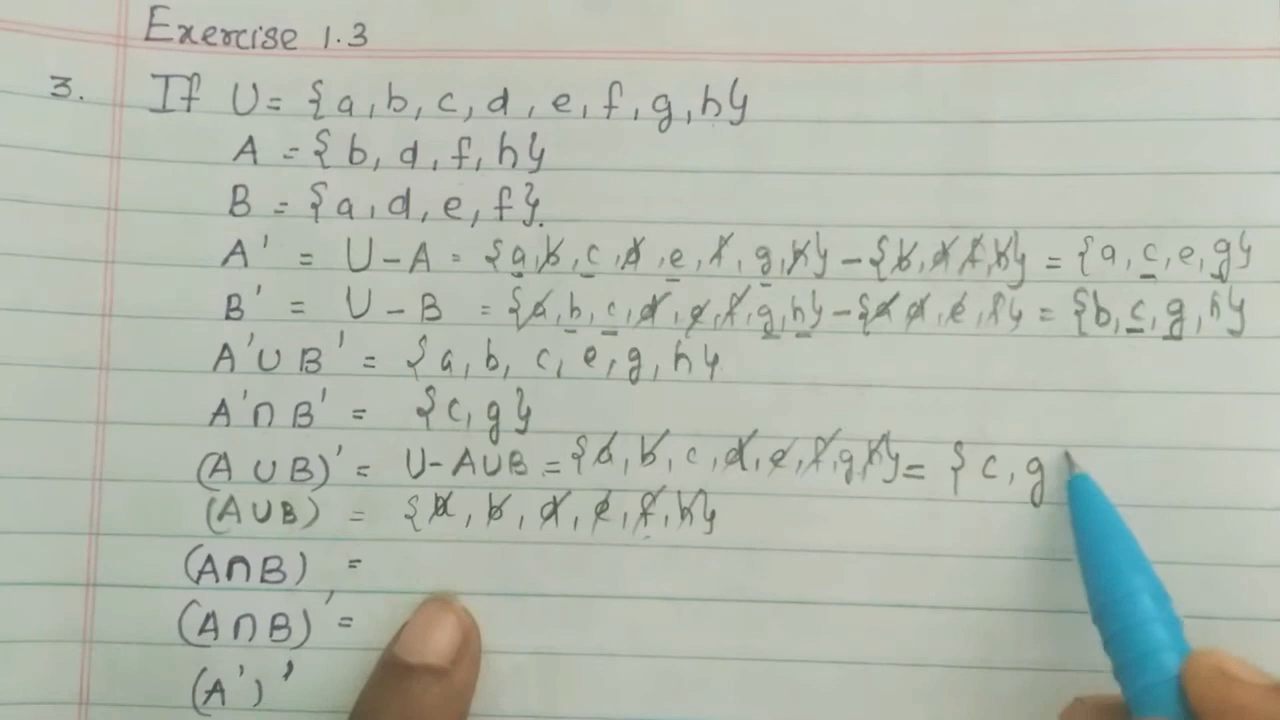 Exercise 1.3
3. If U = {a, b, c, d, e, f, g, h}
A = {b, d, f, h}
B = {a, d, e, f}.
A' = U - A = {a, b, c, d, e, f, g, h} - {b, d, f, h} = {a, c, e, g}
B' = U - B = {a, b, c, d, e, f, g, h} - {a, d, e, f} = {b, c, g, h}
A' ∪ B' = {a, b, c, e, g, h}
A' ∩ B' = {c, g}
(A ∪ B)' = U - A∪B = {a, b, c, d, e, f, g, h} = {c, g
(A∪B) = {a, b, d, e, f, h}
(A∩B) =
(A∩B)' =
(A')'